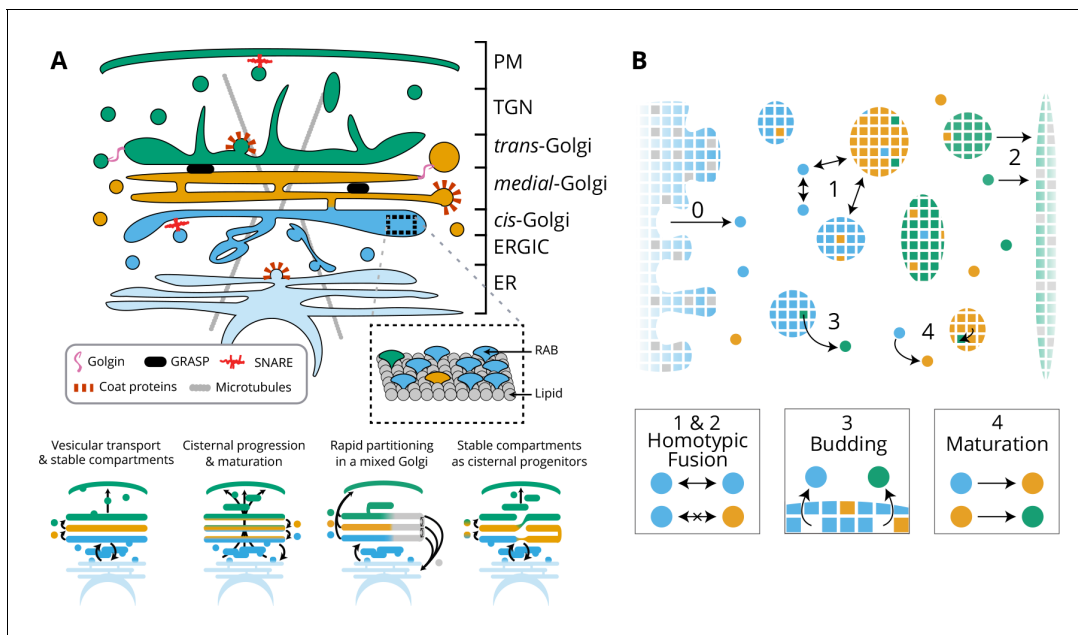 A
PM
TGN
trans-Golgi
medial-Golgi
cis-Golgi
ERGIC
ER
Golgin
GRASP
SNARE
Coat proteins
Microtubules
RAB
Lipid
Vesicular transport
& stable compartments
Cisternal progression
& maturation
Rapid partitioning
in a mixed Golgi
Stable compartments
as cisternal progenitors
B
0
1
2
3
4
1 & 2
Homotypic
Fusion
3
Budding
4
Maturation